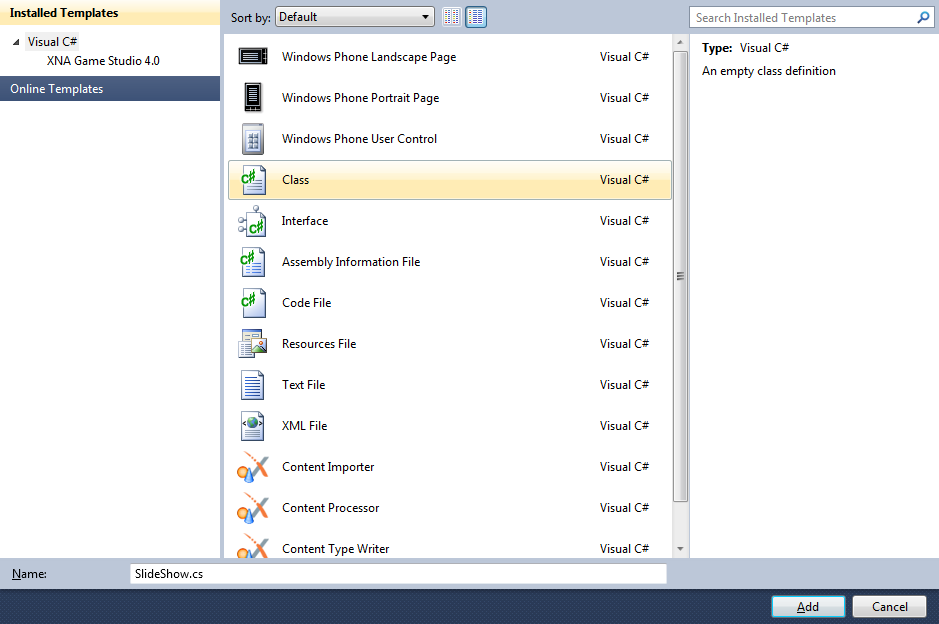 Installed Templates
Visual C#
XNA Game Studio 4.0
Online Templates
Sort by: Default
Search Installed Templates
Windows Phone Landscape Page Visual C#
Windows Phone Portrait Page Visual C#
Windows Phone User Control Visual C#
Class Visual C#
Interface Visual C#
Assembly Information File Visual C#
Code File Visual C#
Resources File Visual C#
Text File Visual C#
XML File Visual C#
Content Importer Visual C#
Content Processor Visual C#
Content Type Writer Visual C#
Type: Visual C#
An empty class definition
Name: SlideShow.cs
Add Cancel